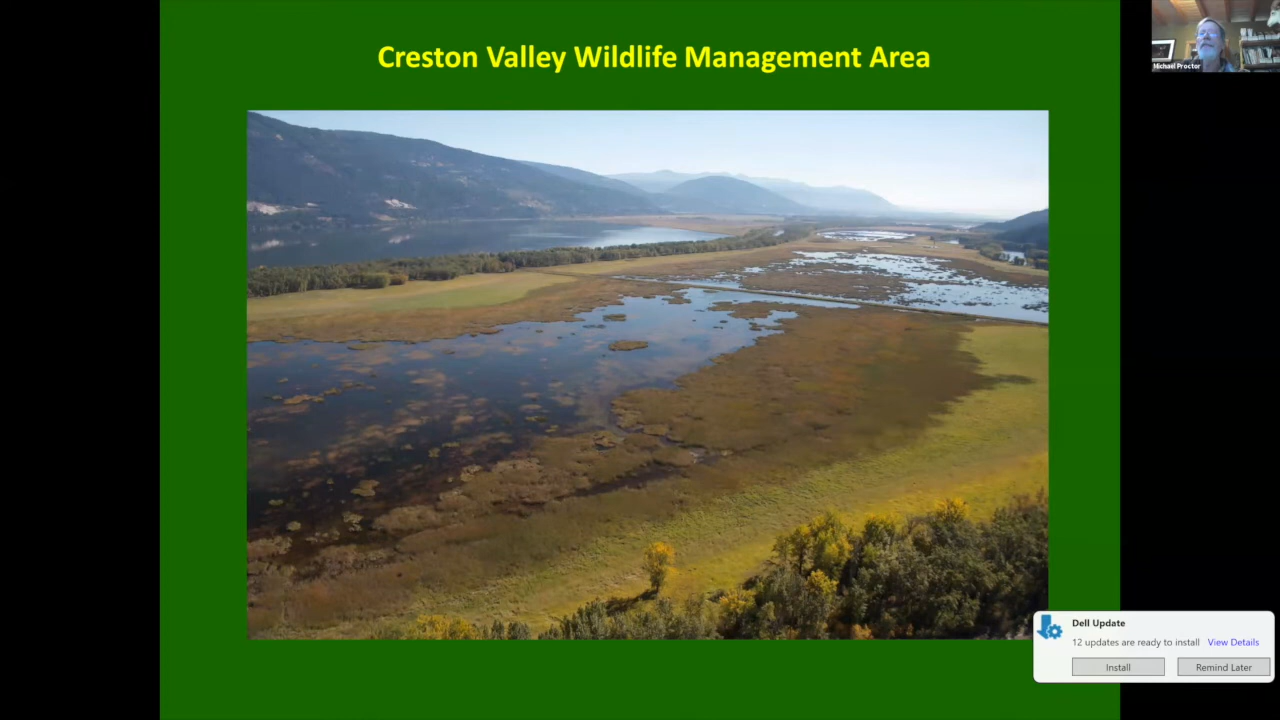 Creston Valley Wildlife Management Area
Michael Proctor
Dell Update
12 updates are ready to install View Details
Install
Remind Later